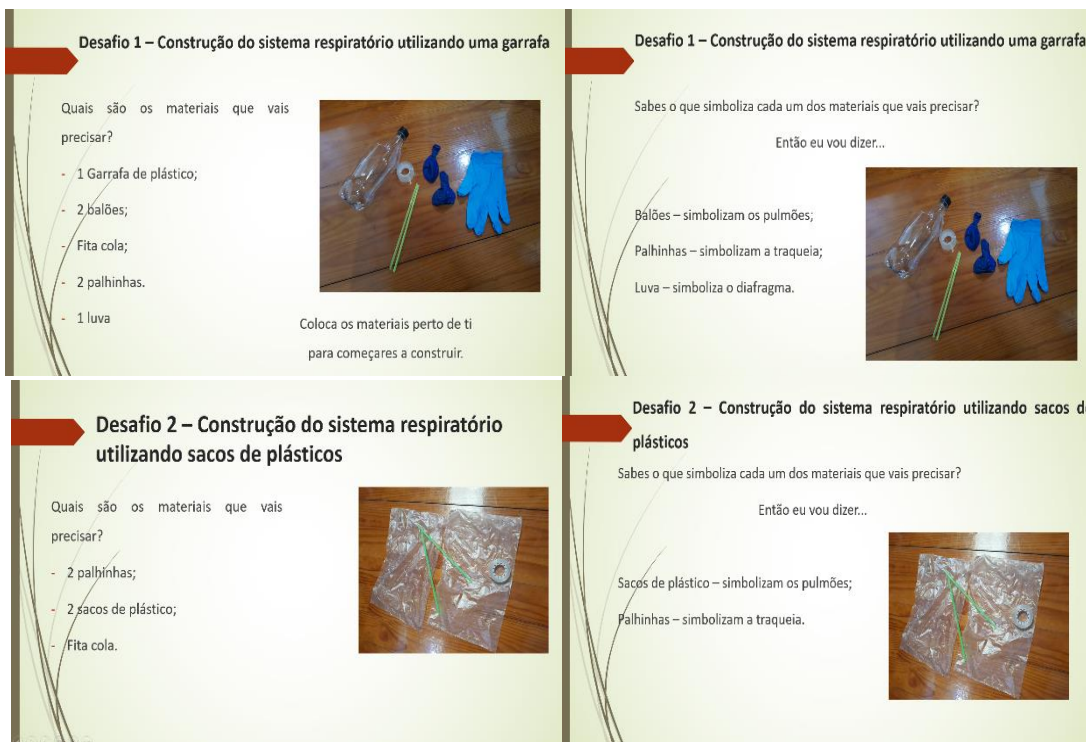 Desafio 1 – Construção do sistema respiratório utilizando uma garrafa
Quais são os materiais que vais
precisar?
- 1 Garrafa de plástico;
- 2 balões;
- Fita cola;
- 2 palhinhas.
- 1 luva
Coloca os materiais perto de ti
para começares a construir.
Desafio 1 – Construção do sistema respiratório utilizando uma garrafa
Sabes o que simboliza cada um dos materiais que vais precisar?
Então eu vou dizer...
Balões – simbolizam os pulmões;
Palhinhas – simbolizam a traqueia;
Luva – simboliza o diafragma.
Desafio 2 – Construção do sistema respiratório
utilizando sacos de plásticos
Quais são os materiais que vais
precisar?
- 2 palhinhas;
- 2 sacos de plástico;
- Fita cola.
Desafio 2 – Construção do sistema respiratório utilizando sacos d
plásticos
Sabes o que simboliza cada um dos materiais que vais precisar?
Então eu vou dizer...
Sacos de plástico – simbolizam os pulmões;
Palhinhas – simbolizam a traqueia.